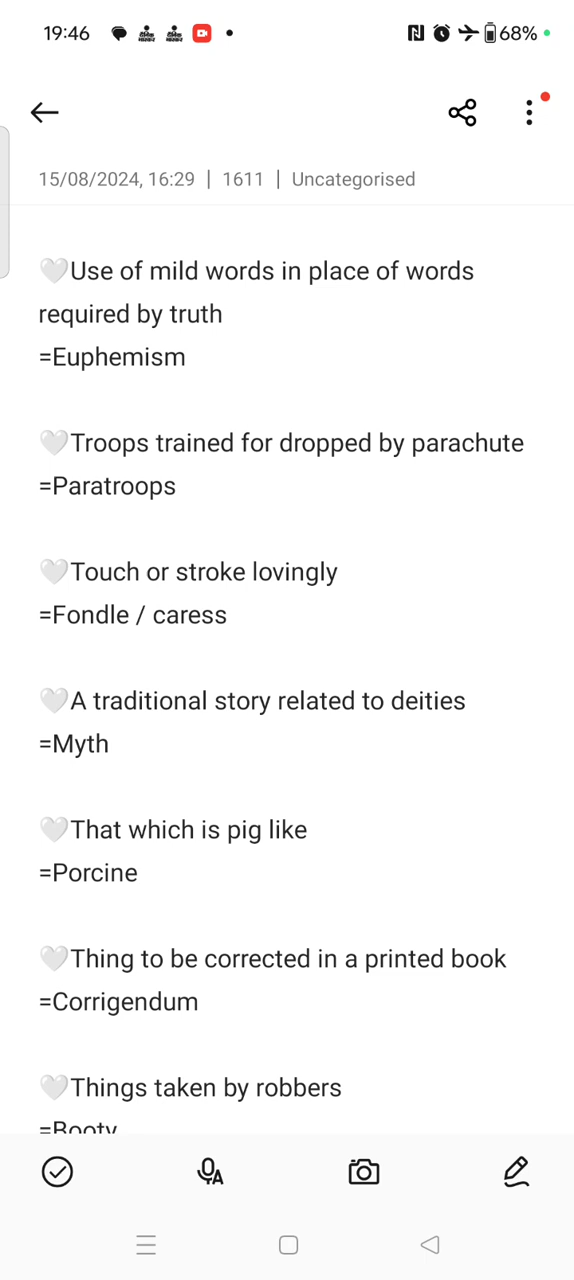 19:46
68%
15/08/2024, 16:29 | 1611 | Uncategorised
🤍Use of mild words in place of words
required by truth
=Euphemism
🤍Troops trained for dropped by parachute
=Paratroops
🤍Touch or stroke lovingly
=Fondle / caress
🤍A traditional story related to deities
=Myth
🤍That which is pig like
=Porcine
🤍Thing to be corrected in a printed book
=Corrigendum
🤍Things taken by robbers
=Booty